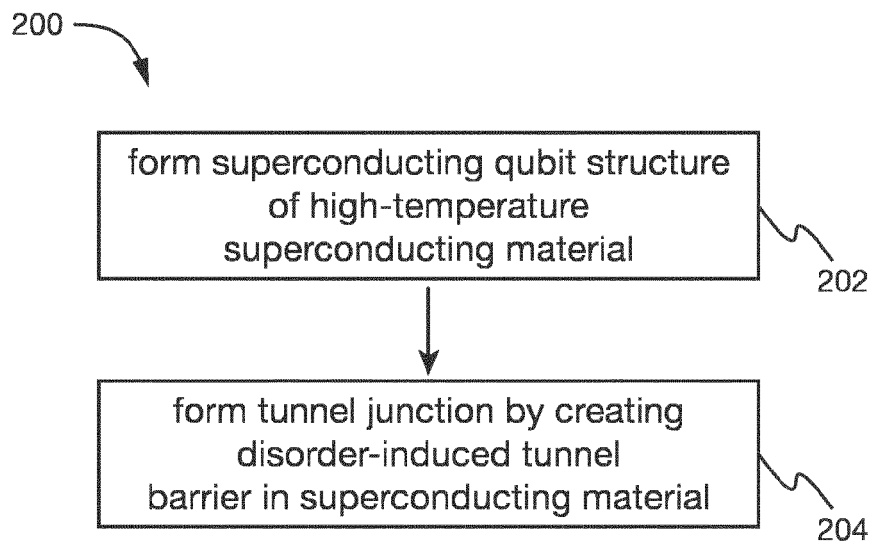 200
form superconducting qubit structure
of high-temperature
superconducting material
202
form tunnel junction by creating
disorder-induced tunnel
barrier in superconducting material
204